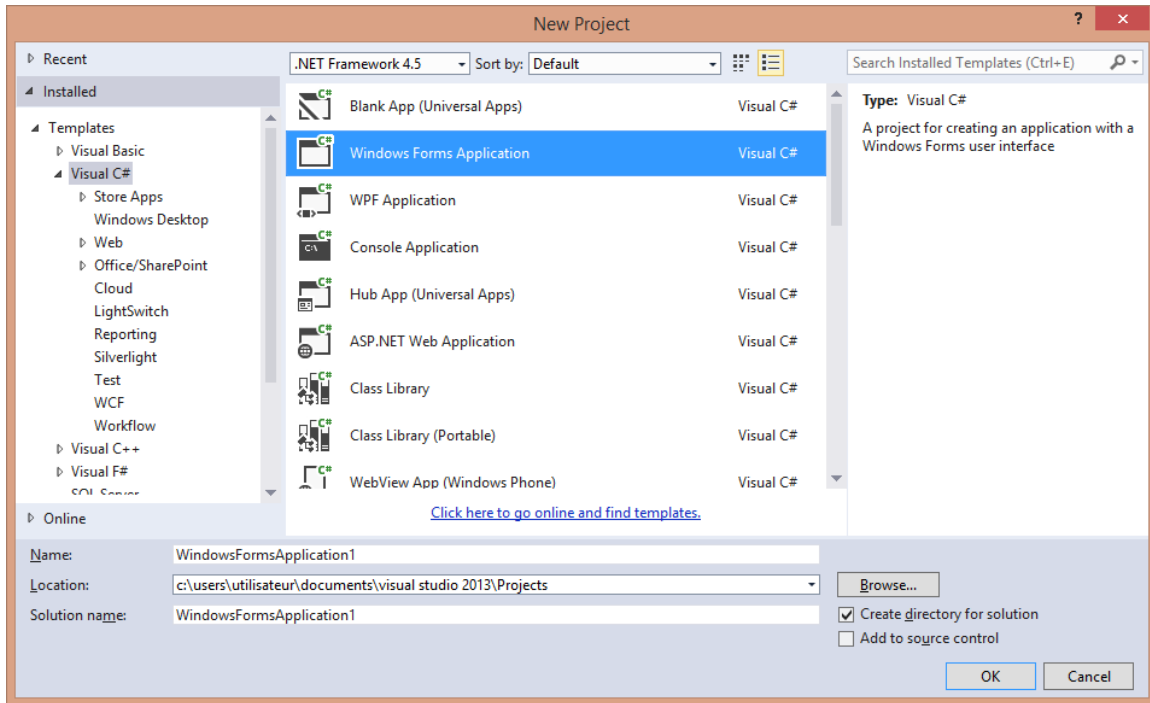 New Project
?
Recent
Installed
Templates
Visual Basic
Visual C#
Store Apps
Windows Desktop
Web
Office/SharePoint
Cloud
LightSwitch
Reporting
Silverlight
Test
WCF
Workflow
Visual C++
Visual F#
SQL Server
Online
.NET Framework 4.5 Sort by: Default
C# Blank App (Universal Apps) Visual C#
C# Windows Forms Application Visual C#
C# WPF Application Visual C#
C# Console Application Visual C#
C# Hub App (Universal Apps) Visual C#
C# ASP.NET Web Application Visual C#
C# Class Library Visual C#
C# Class Library (Portable) Visual C#
C# WebView App (Windows Phone) Visual C#
Click here to go online and find templates.
Search Installed Templates (Ctrl+E)
Type: Visual C#
A project for creating an application with a
Windows Forms user interface
Name: WindowsFormsApplication1
Location: c:\users\utilisateur\documents\visual studio 2013\Projects Browse...
Solution name: WindowsFormsApplication1 Create directory for solution
Add to source control
OK Cancel